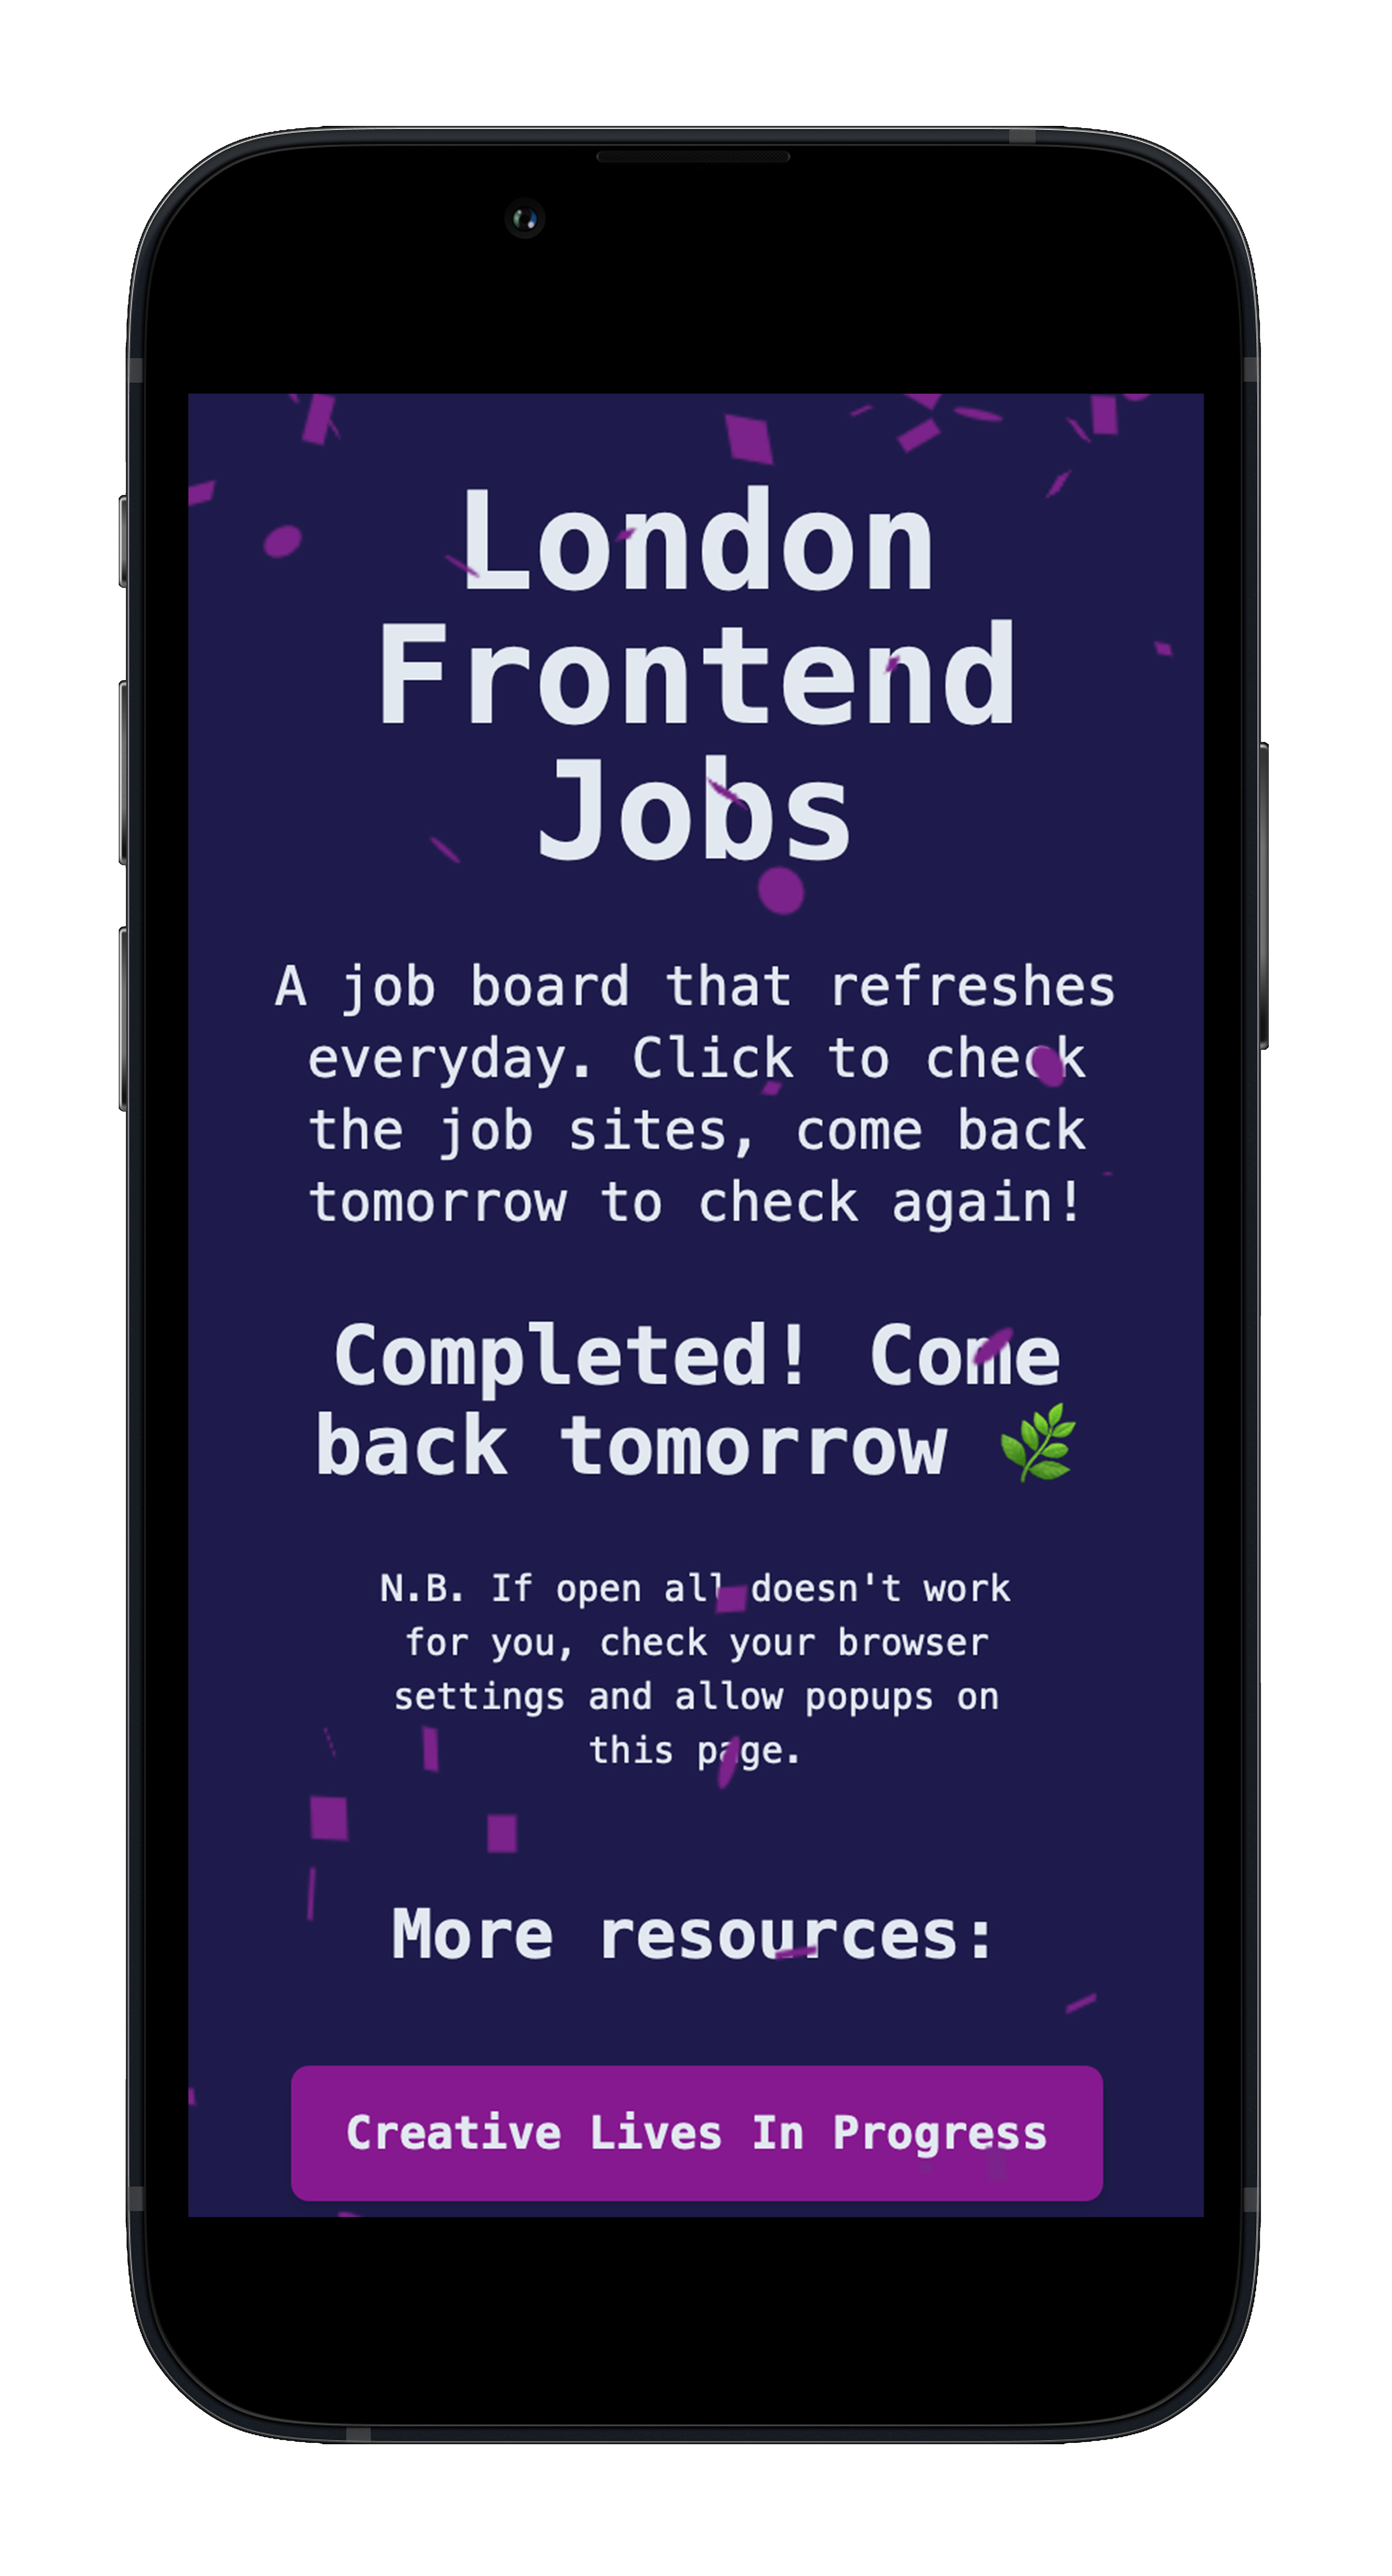 London
Frontend
Jobs
A job board that refreshes
everyday. Click to check
the job sites, come back
tomorrow to check again!
Completed! Come
back tomorrow 🌿
N.B. If open all doesn't work
for you, check your browser
settings and allow popups on
this page.
More resources:
Creative Lives In Progress